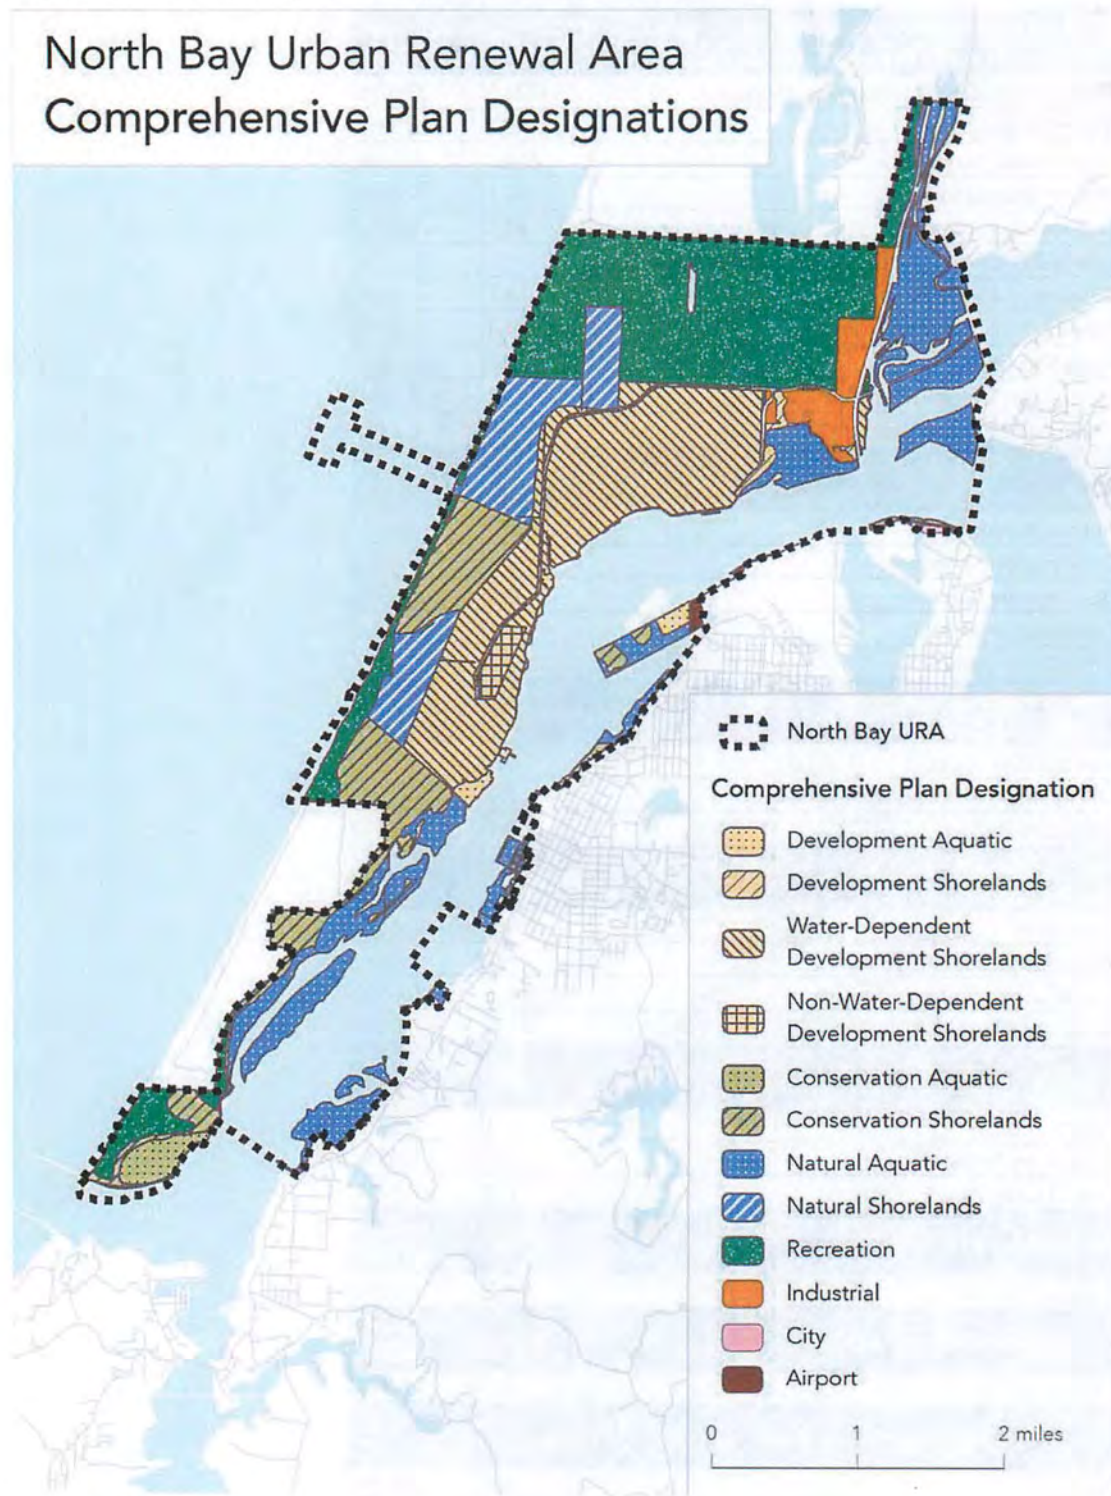 North Bay Urban Renewal Area
Comprehensive Plan Designations
North Bay URA
Comprehensive Plan Designation
Development Aquatic
Development Shorelands
Water-Dependent
Development Shorelands
Non-Water-Dependent
Development Shorelands
Conservation Aquatic
Conservation Shorelands
Natural Aquatic
Natural Shorelands
Recreation
Industrial
City
Airport
0 1 2 miles